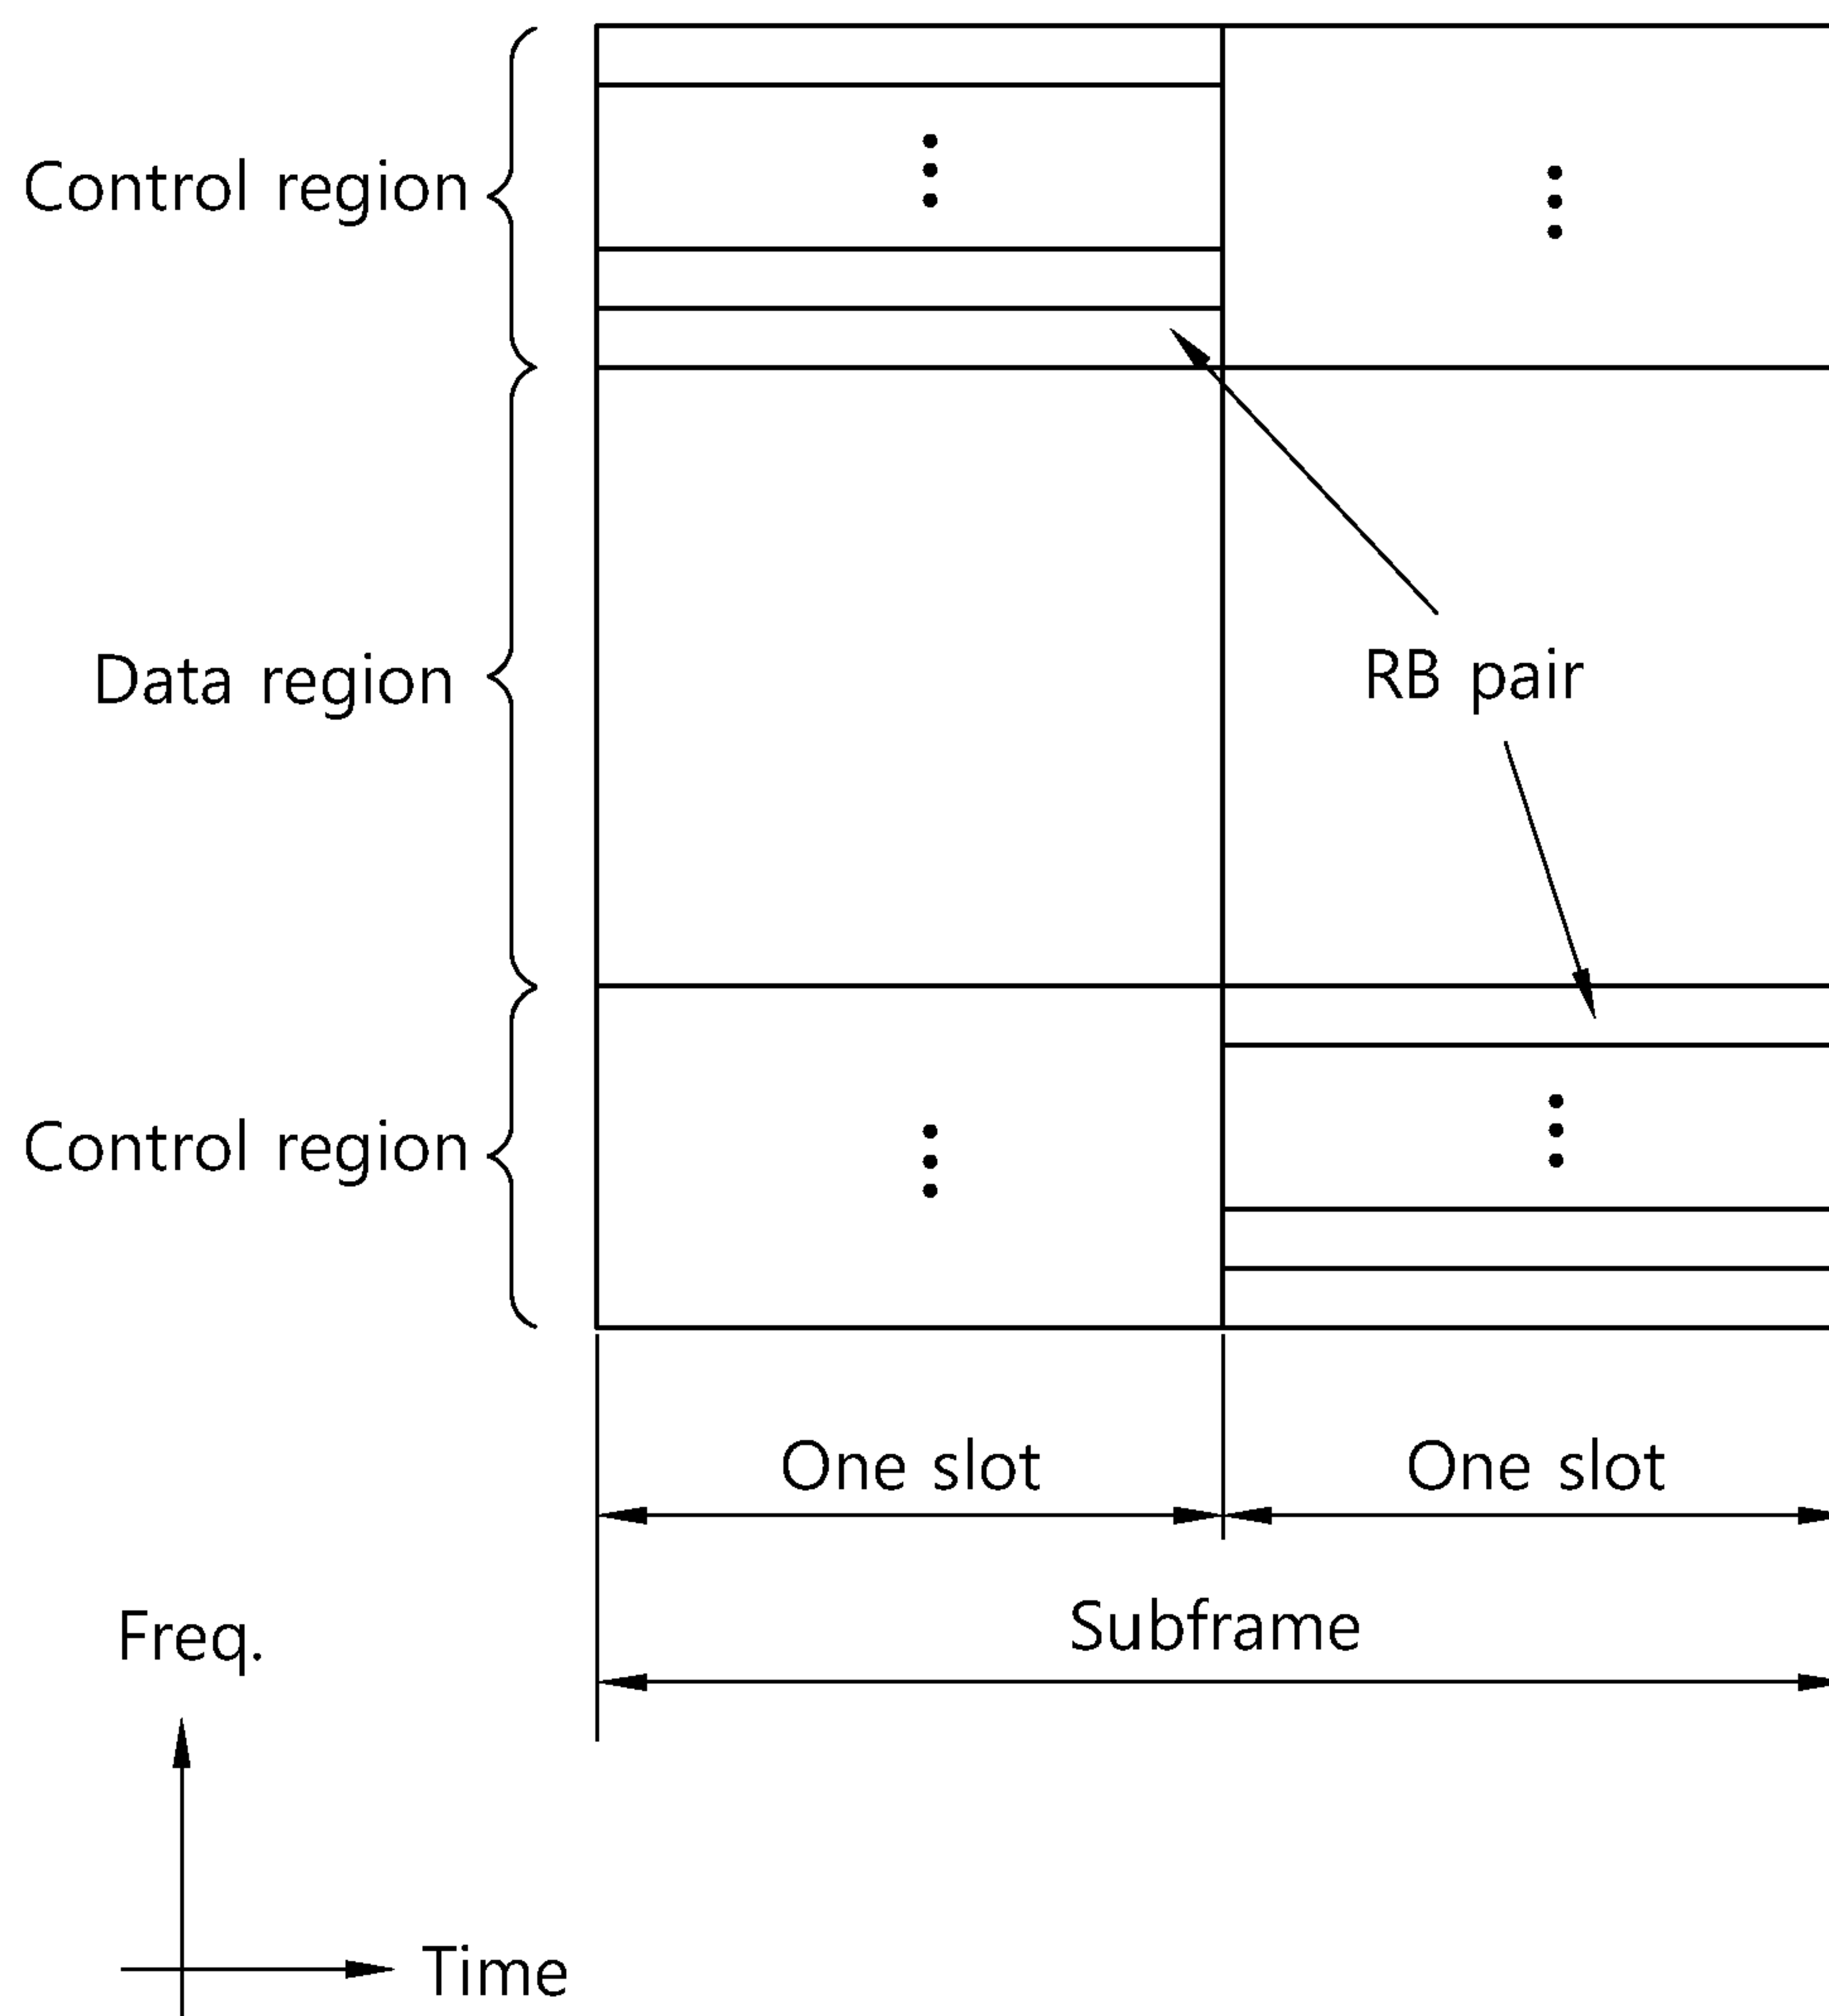 Control region
Data region
RB pair
Control region
One slot
One slot
Subframe
Freq.
Time